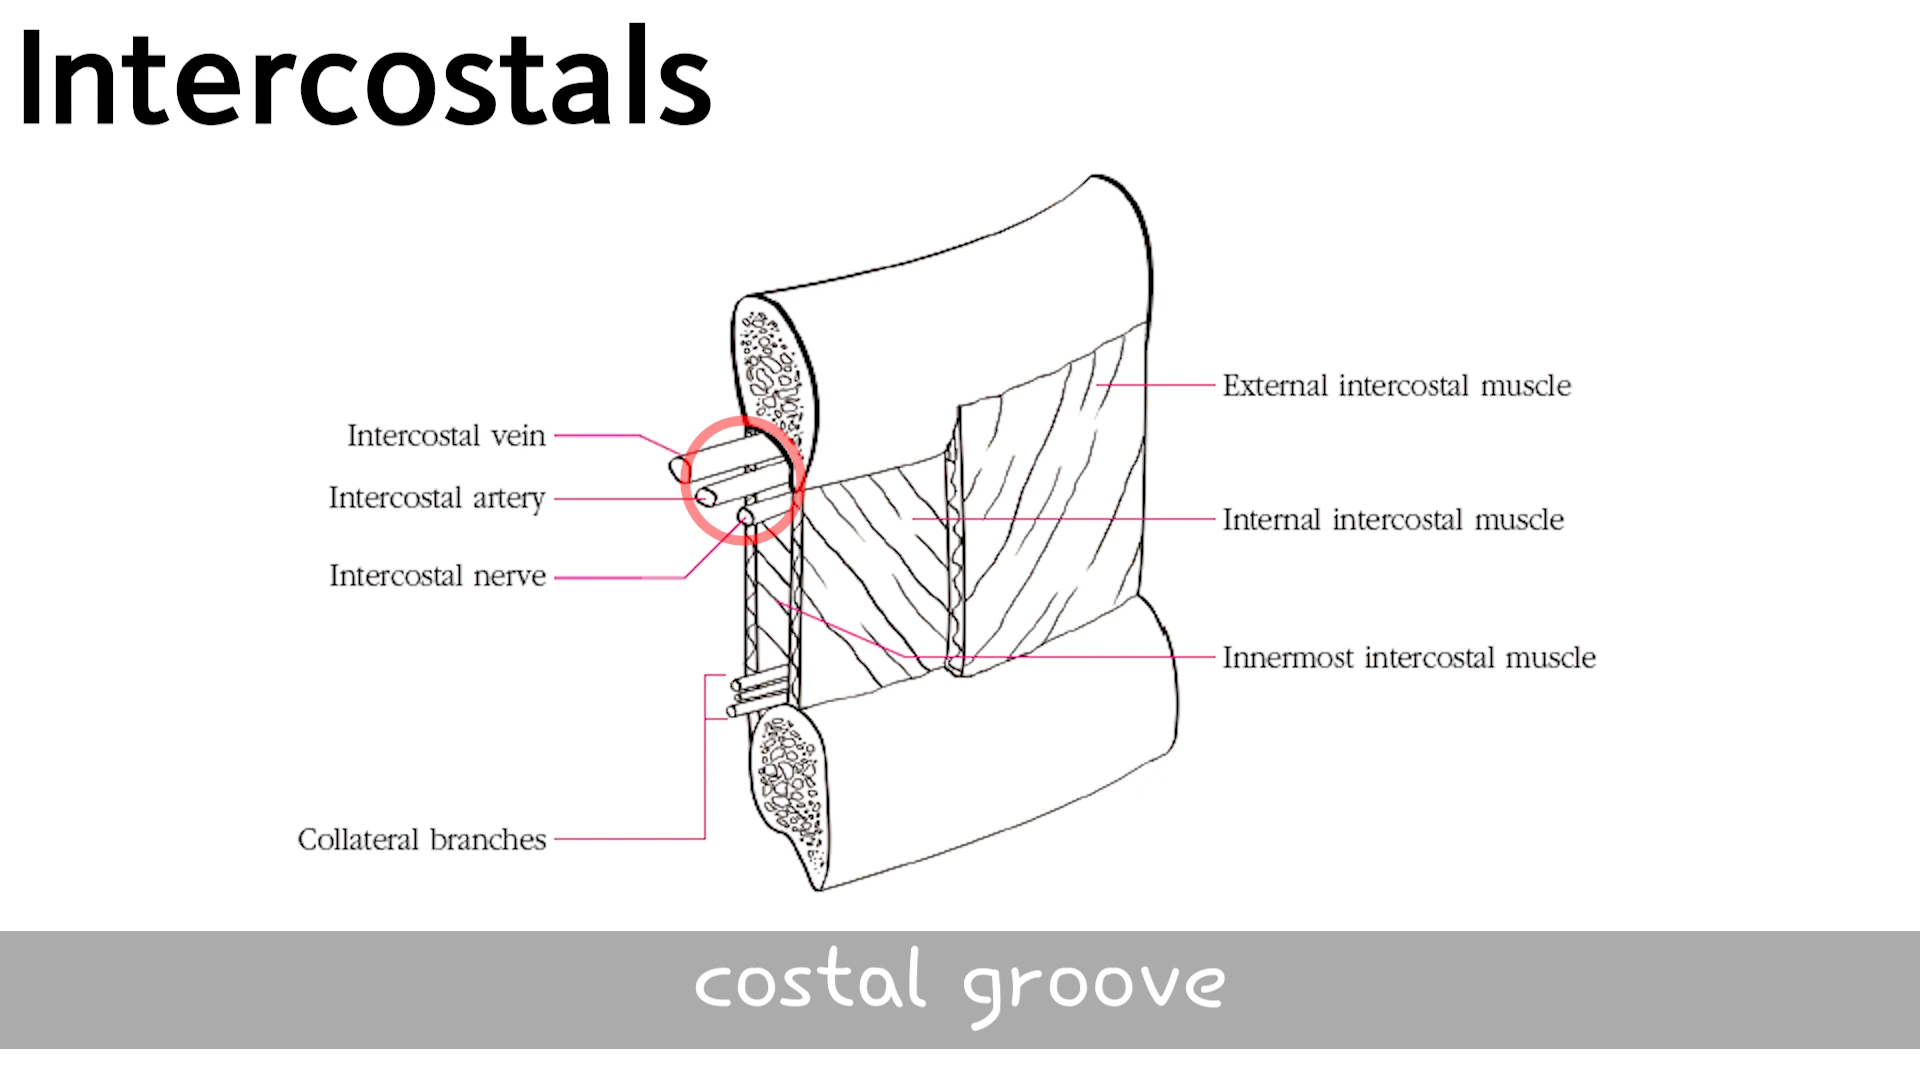 Intercostals
External intercostal muscle
Intercostal vein
Intercostal artery
Internal intercostal muscle
Intercostal nerve
Innermost intercostal muscle
Collateral branches
costal groove